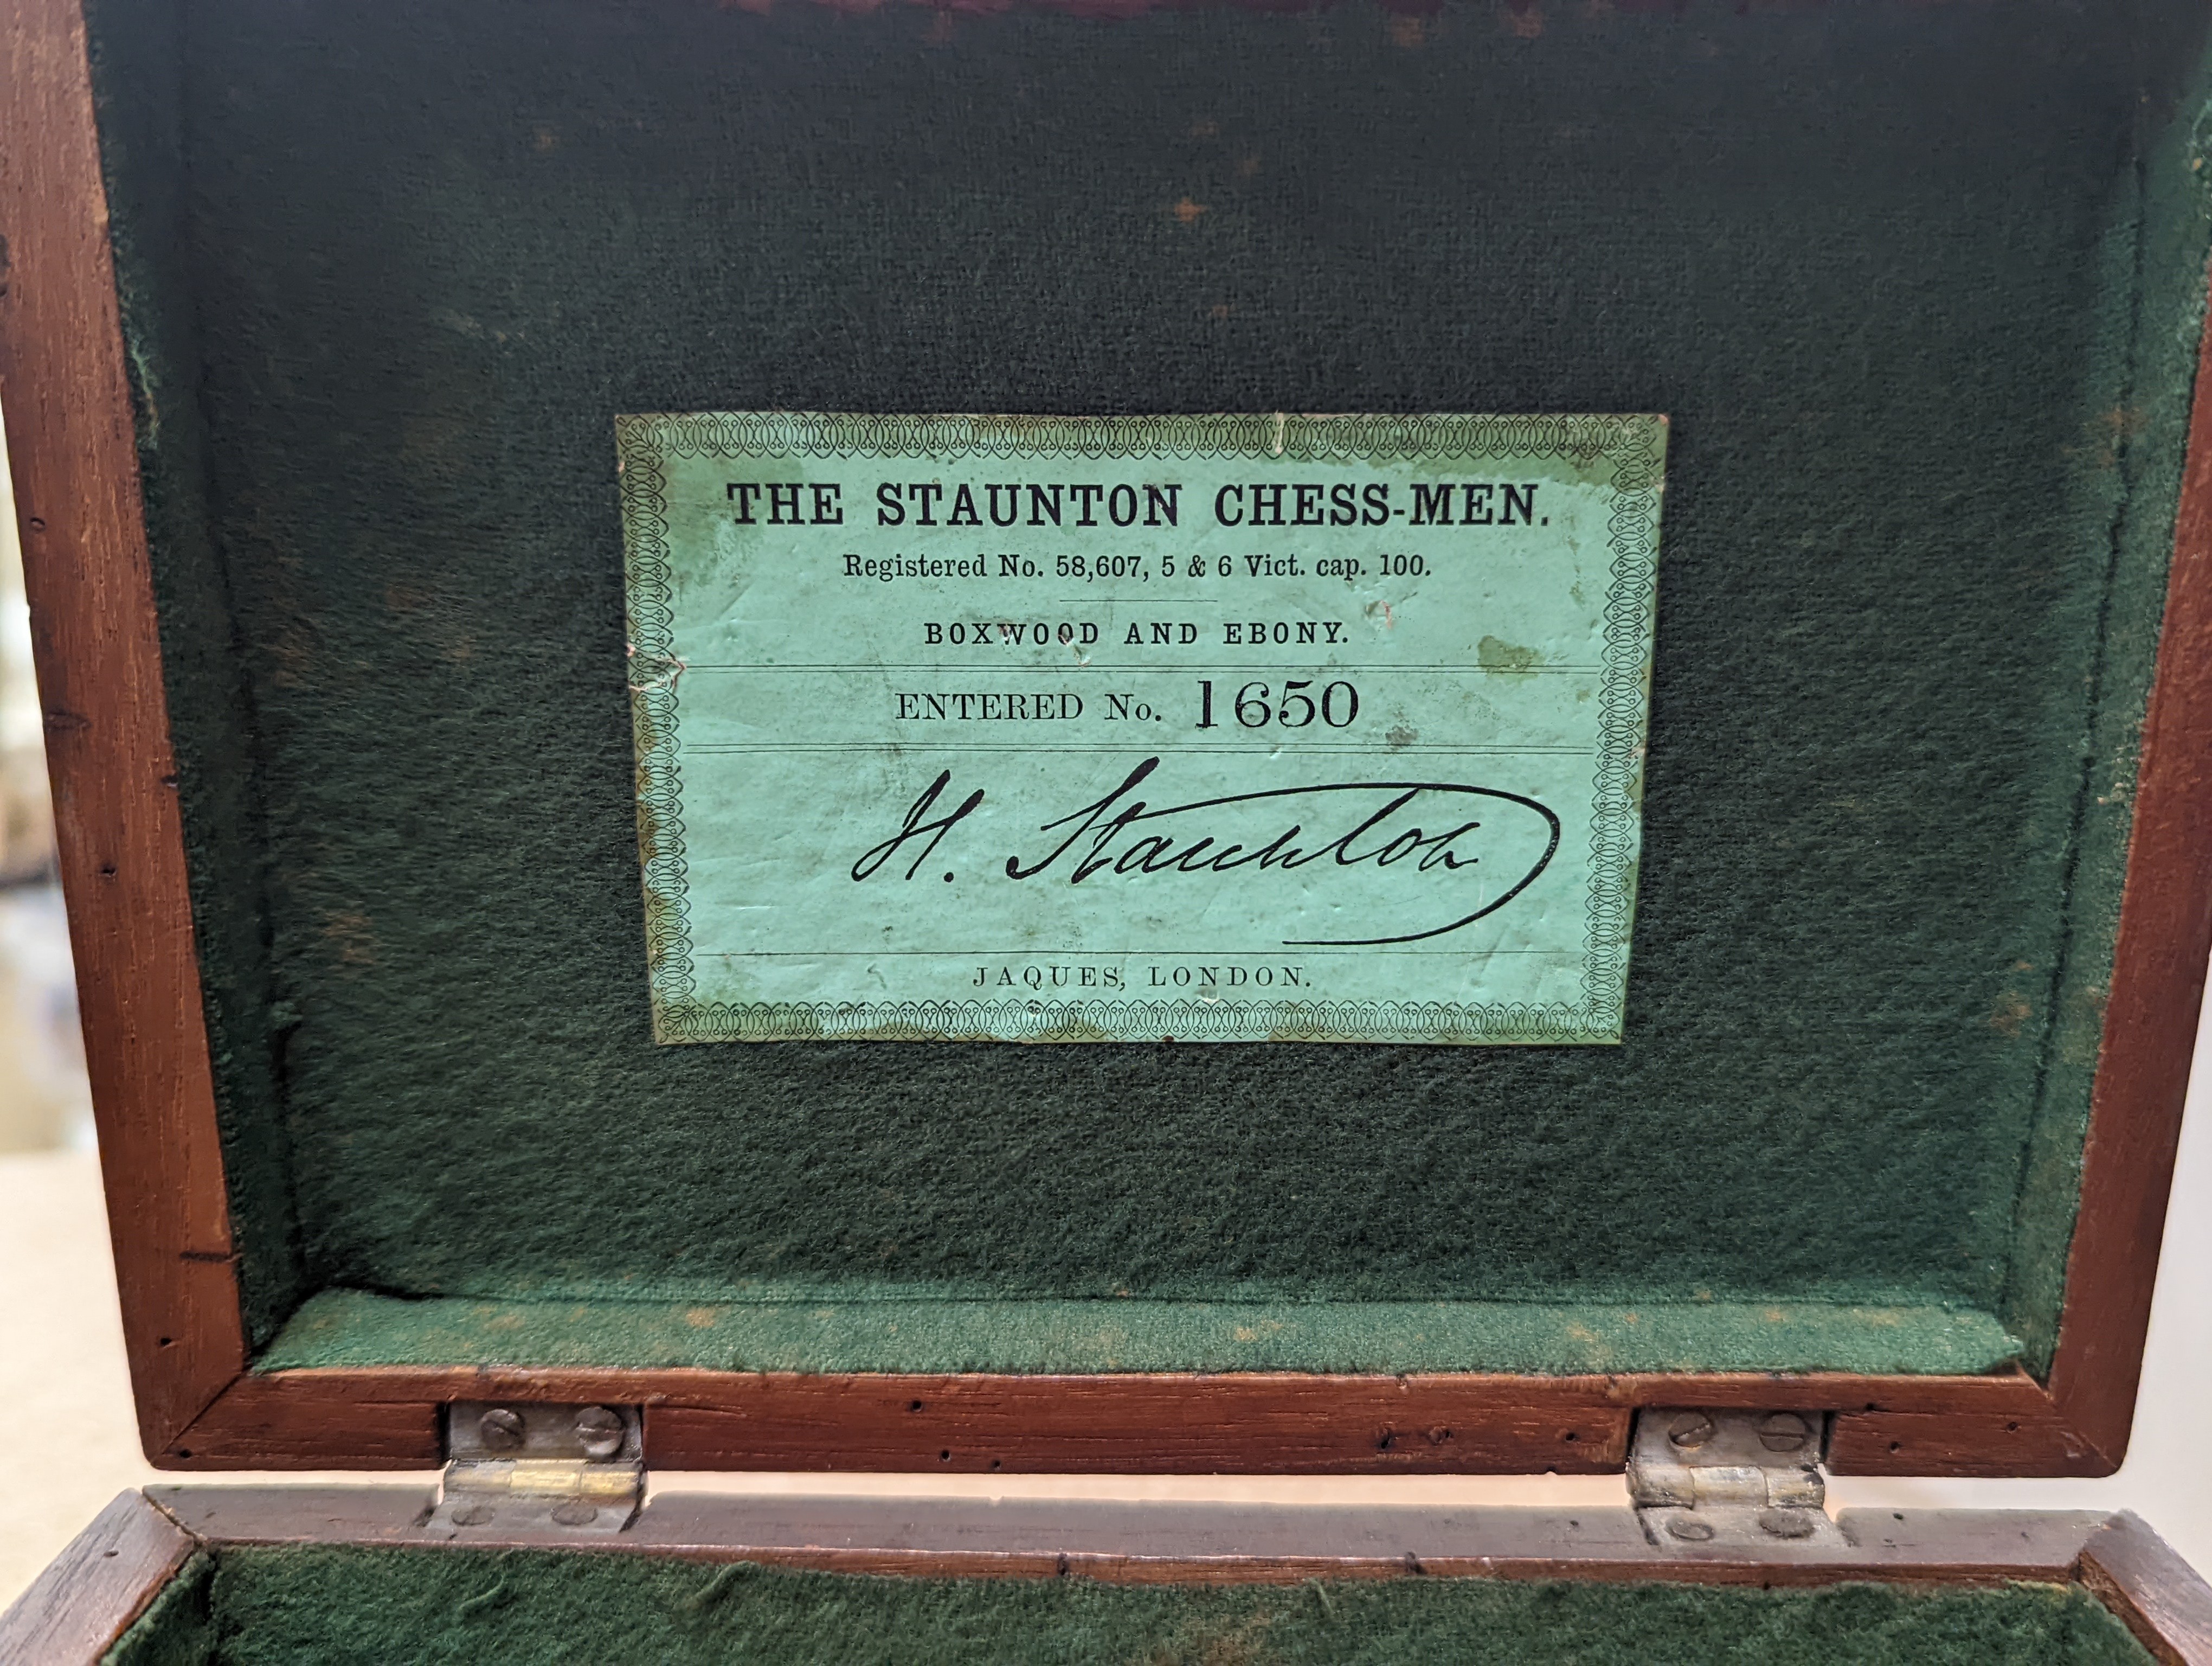 THE STAUNTON CHESS-MEN.
Registered No. 58,607, 5 & 6 Vict. cap. 100.
BOXWOOD AND EBONY.
ENTERED No. 1650
H. Staunton
JAQUES, LONDON.